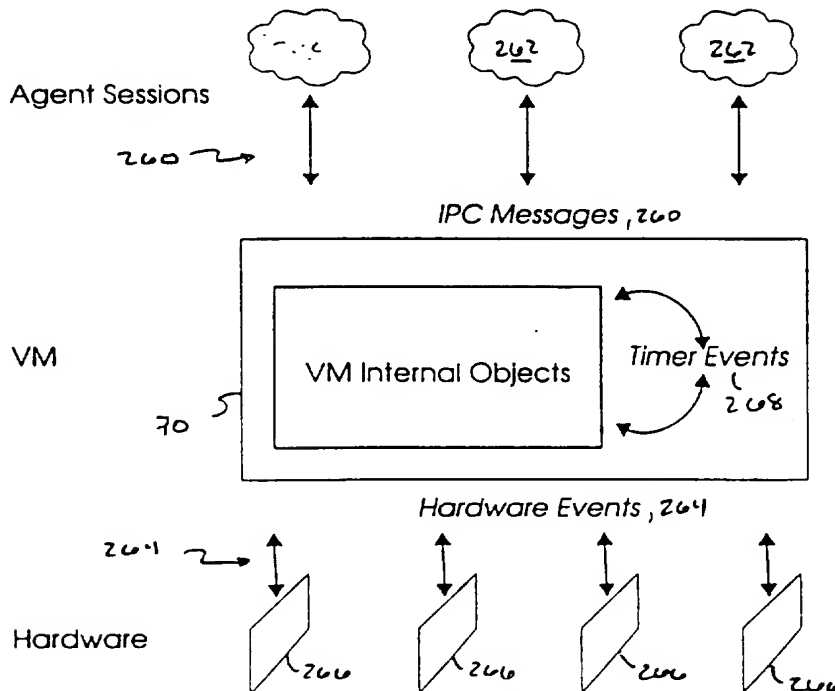 262 262
Agent Sessions
260
IPC Messages, 260
VM
VM Internal Objects
Timer Events
268
70
Hardware Events, 264
264
Hardware
266 266 266 266